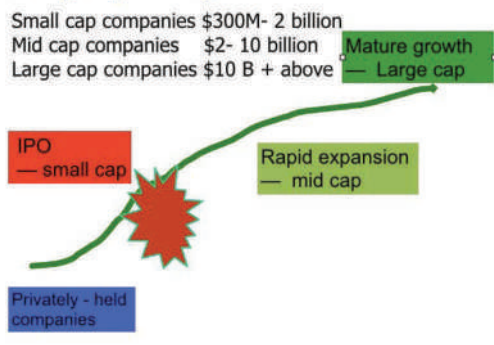 Small cap companies $300M- 2 billion
Mid cap companies $2- 10 billion
Large cap companies $10 B + above
Mature growth
— Large cap
IPO
— small cap
Rapid expansion
— mid cap
Privately - held
companies